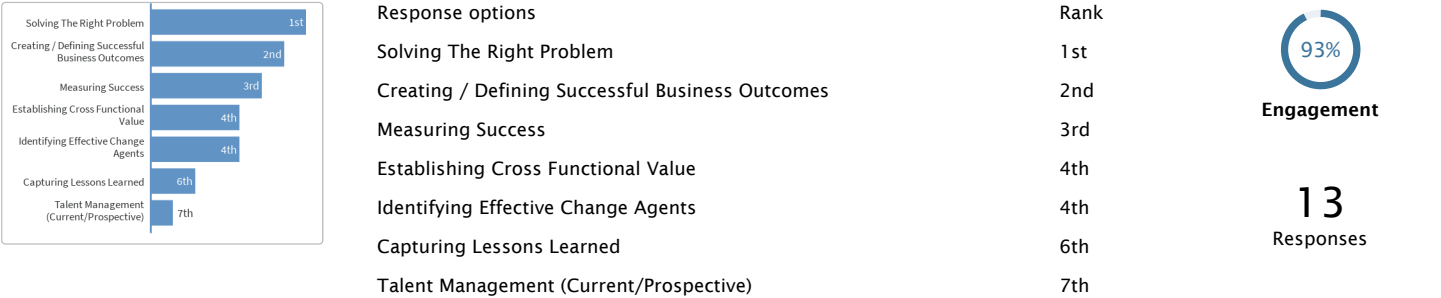 Solving The Right Problem
1st
Creating / Defining Successful
Business Outcomes
2nd
Measuring Success
3rd
Establishing Cross Functional
Value
4th
Identifying Effective Change
Agents
4th
Capturing Lessons Learned
6th
Talent Management
(Current/Prospective)
7th
Response options Rank
Solving The Right Problem 1st
Creating / Defining Successful Business Outcomes 2nd
Measuring Success 3rd
Establishing Cross Functional Value 4th
Identifying Effective Change Agents 4th
Capturing Lessons Learned 6th
Talent Management (Current/Prospective) 7th
93%
Engagement
13
Responses